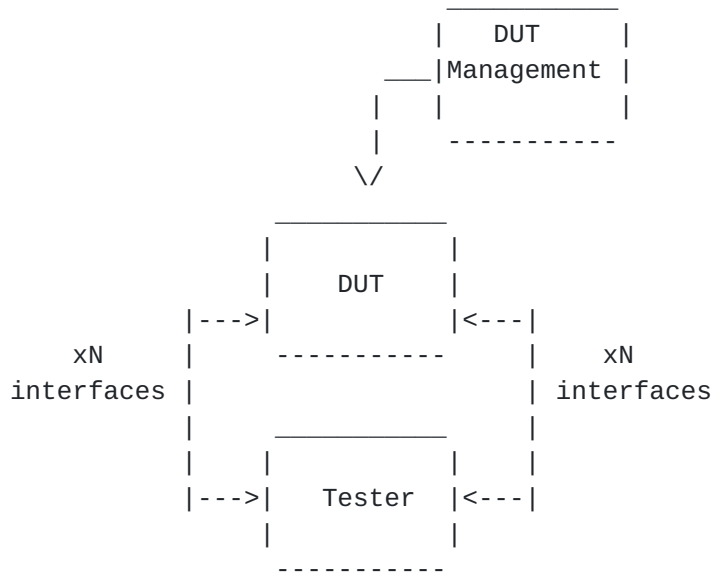 DUT
Management
DUT
xN xN
interfaces interfaces
Tester